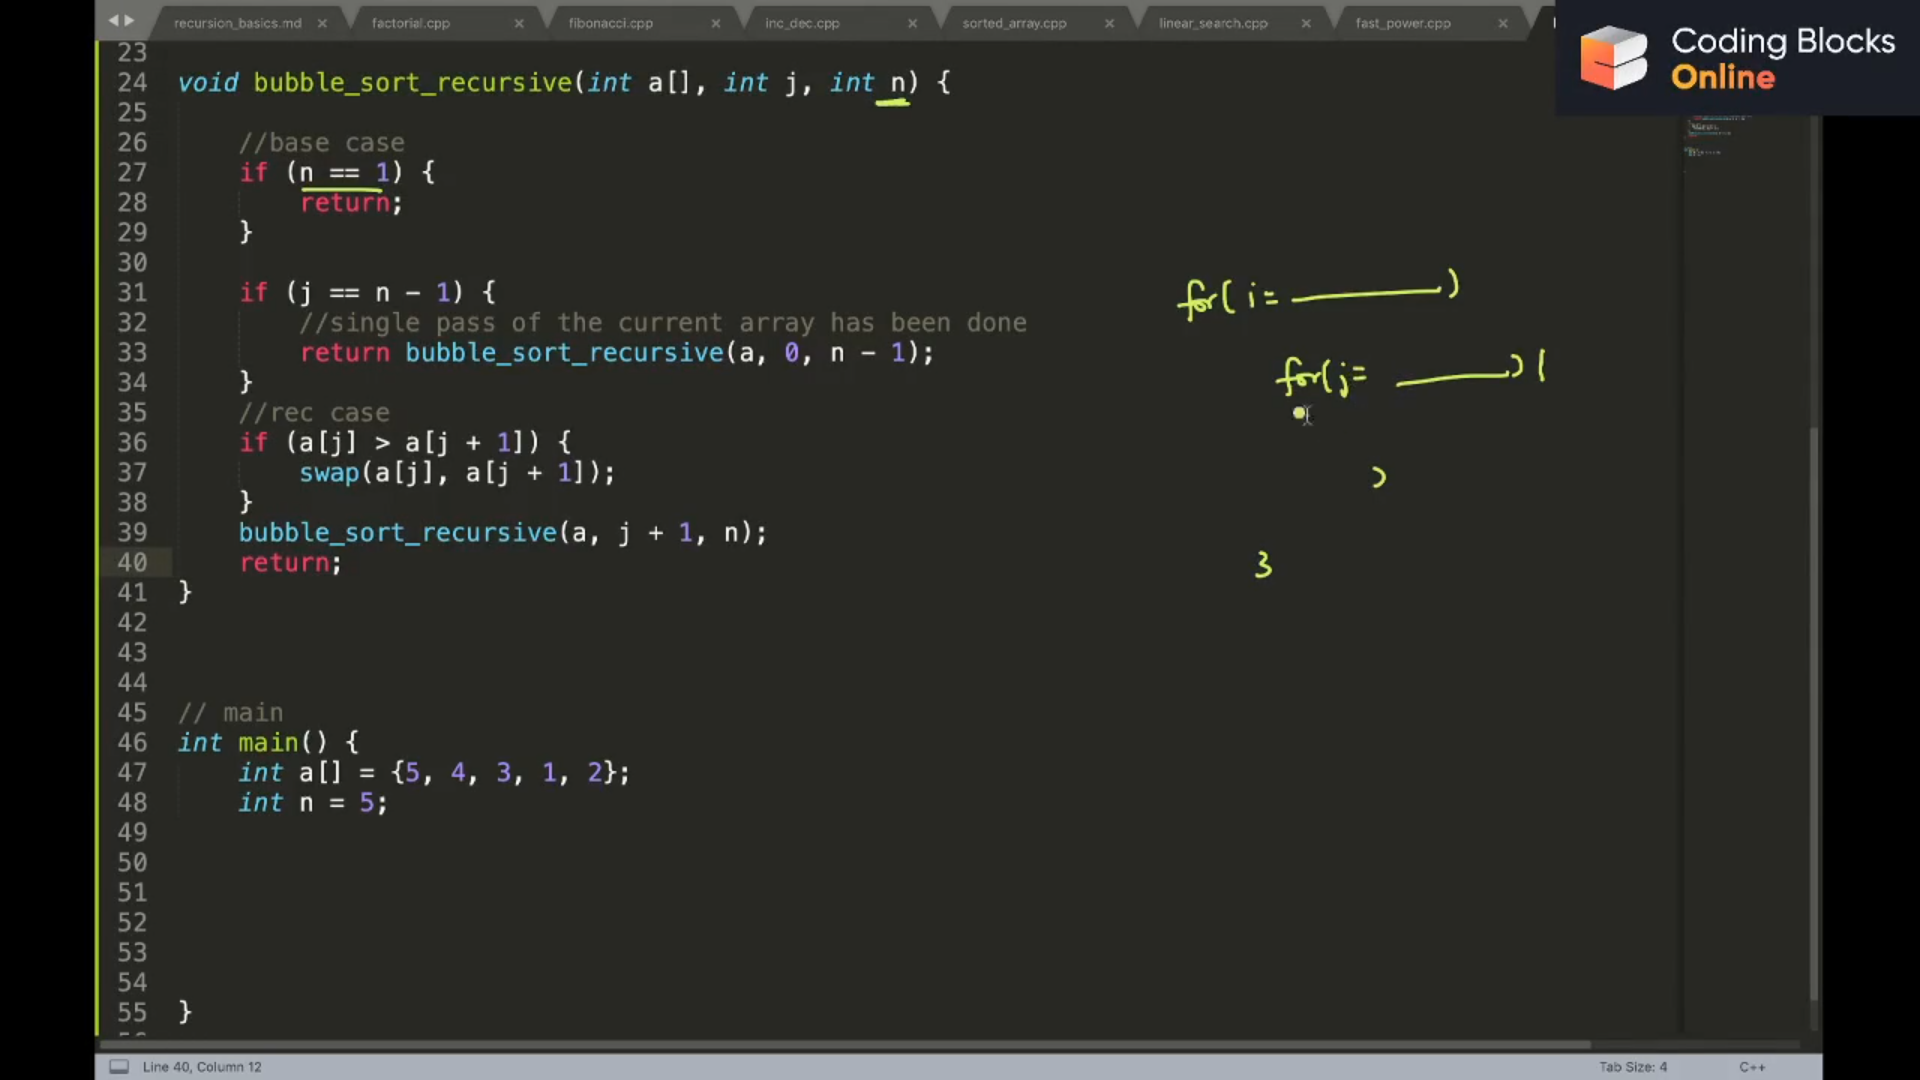 recursion_basics.md × factorial.cpp × fibonacci.cpp × inc_dec.cpp × sorted_array.cpp × linear_search.cpp × fast_power.cpp ×
Coding Blocks
Online
23
24 void bubble_sort_recursive(int a[], int j, int n) {
25
26 //base case
27 if (n == 1) {
28 return;
29 }
30
31 if (j == n - 1) {
32 //single pass of the current array has been done
33 return bubble_sort_recursive(a, 0, n - 1);
34 }
35 //rec case
36 if (a[j] > a[j + 1]) {
37 swap(a[j], a[j + 1]);
38 }
39 bubble_sort_recursive(a, j + 1, n);
40 return;
41 }
42
43
44
45 // main
46 int main() {
47 int a[] = {5, 4, 3, 1, 2};
48 int n = 5;
49
50
51
52
53
54
55 }
for( i= )
for(j= ) {
}
}
Line 40, Column 12
Tab Size: 4
C++